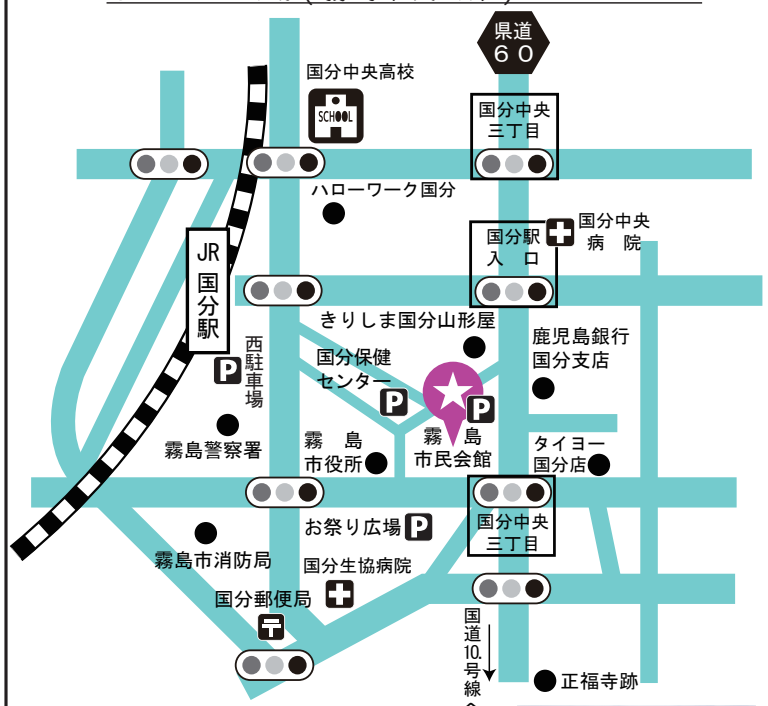 県道
60
国分中央高校
SCHOOL
国分中央
三丁目
ハローワーク国分
国分駅
入口
国分中央
病院
JR
国分駅
きりしま国分山形屋
西駐車場
P
国分保健
センター
P
P
鹿児島銀行
国分支店
霧島警察署
霧島
市役所
霧島
市民会館
タイヨー
国分店
お祭り広場
P
国分中央
三丁目
霧島市消防局
国分生協病院
国分郵便局
国道10号線
正福寺跡